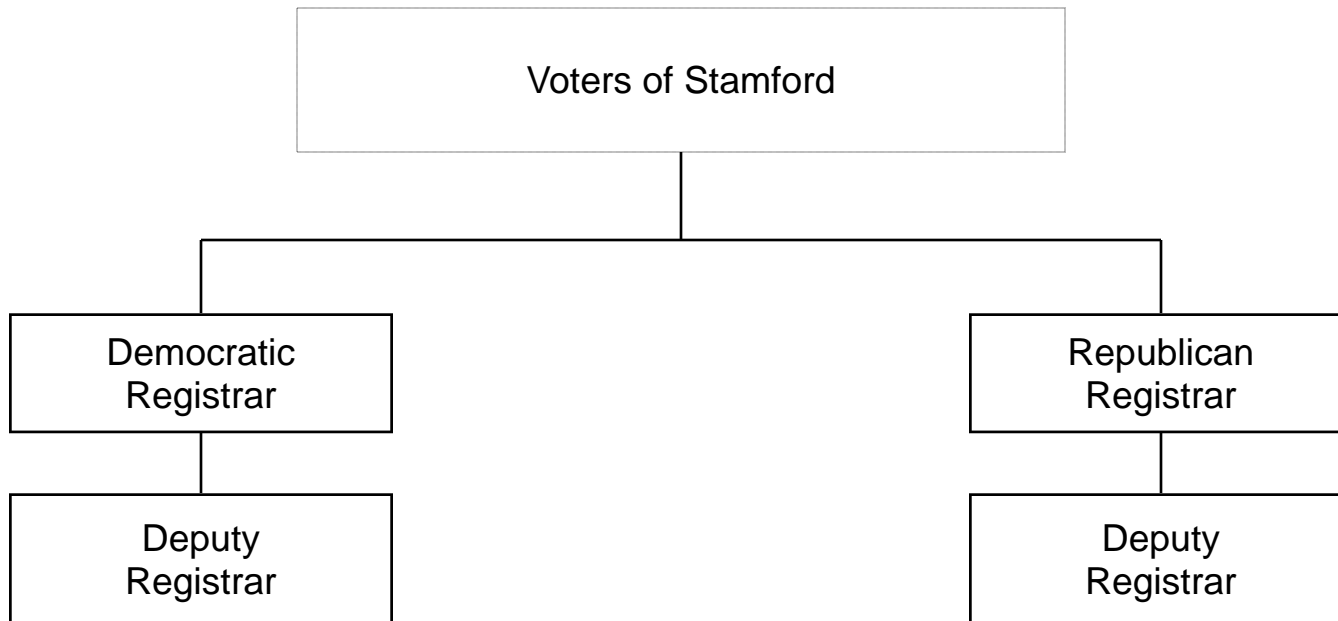 Voters of Stamford
Democratic
Registrar
Republican
Registrar
Deputy
Registrar
Deputy
Registrar